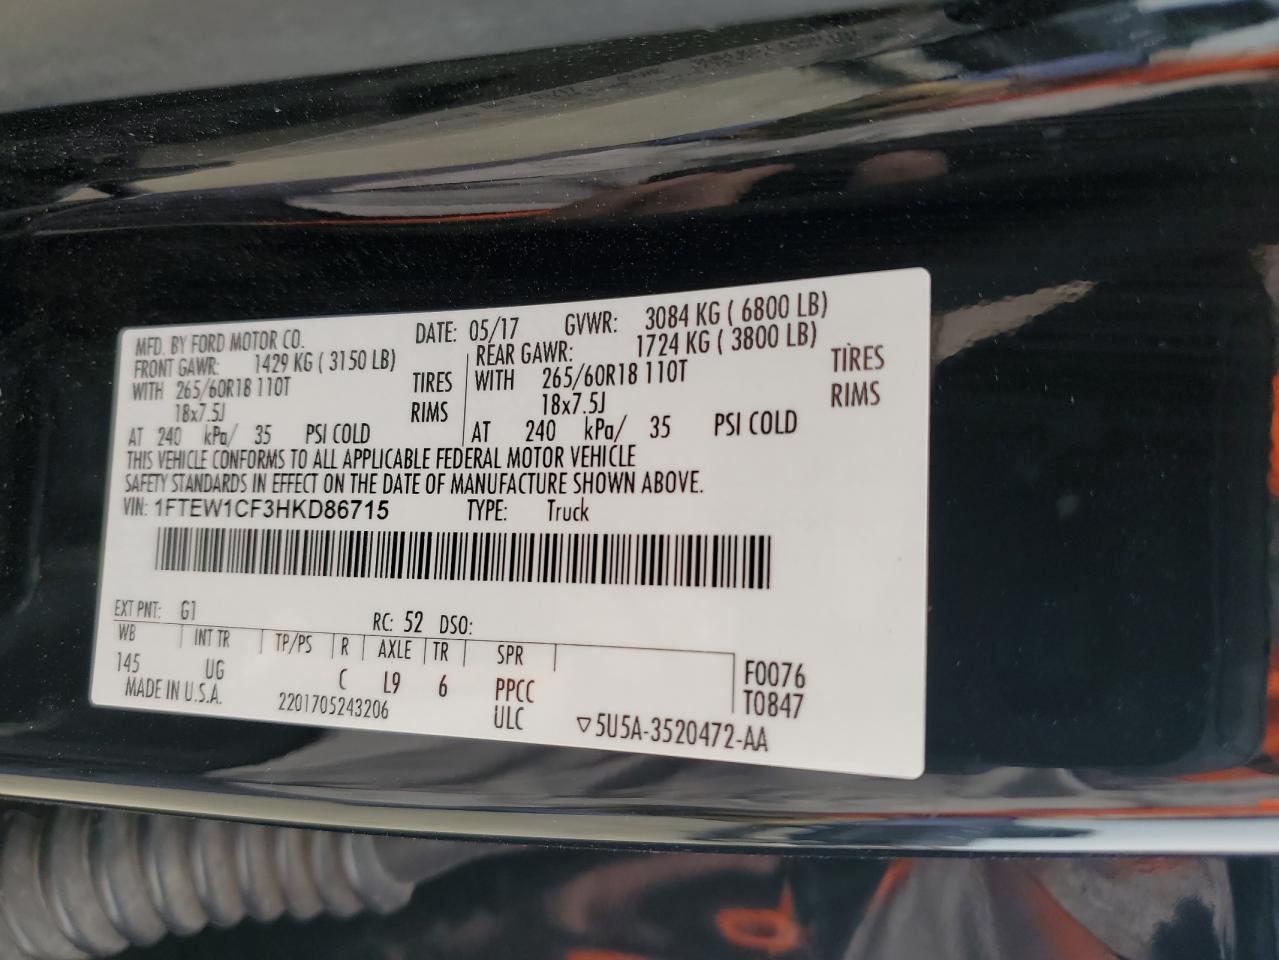 MFD. BY FORD MOTOR CO. DATE: 05/17 GVWR: 3084 KG ( 6800 LB)
FRONT GAWR: 1429 KG ( 3150 LB) REAR GAWR: 1724 KG ( 3800 LB)
WITH 265/60R18 110T TIRES WITH 265/60R18 110T TIRES
18x7.5J RIMS 18x7.5J RIMS
AT 240 kPa/ 35 PSI COLD AT 240 kPa/ 35 PSI COLD
THIS VEHICLE CONFORMS TO ALL APPLICABLE FEDERAL MOTOR VEHICLE
SAFETY STANDARDS IN EFFECT ON THE DATE OF MANUFACTURE SHOWN ABOVE.
VIN: 1FTEW1CF3HKD86715 TYPE: Truck
EXT PNT: G1 RC: 52 DSO:
WB INT TR TP/PS R AXLE TR SPR
145 UG C L9 6 PPCC F0076
MADE IN U.S.A. 2201705243206 ULC T0847
▽5U5A-3520472-AA